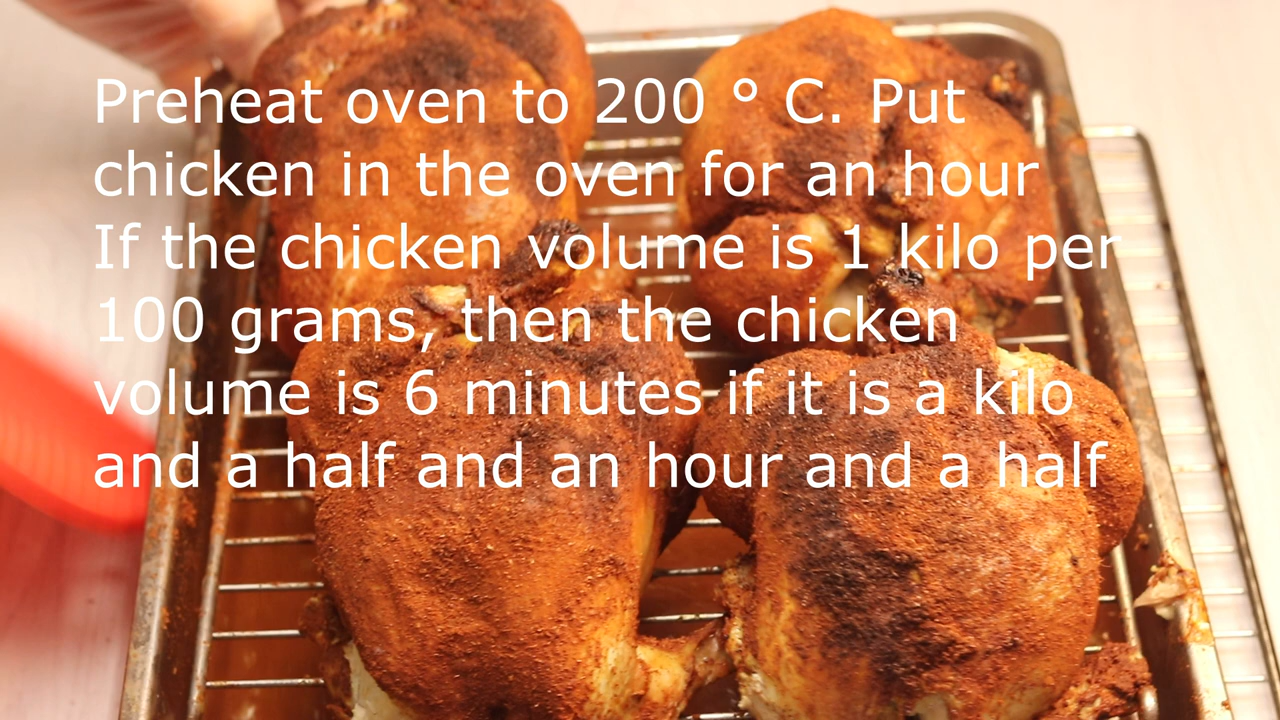 Preheat oven to 200 ° C. Put
chicken in the oven for an hour
If the chicken volume is 1 kilo per
100 grams, then the chicken
volume is 6 minutes if it is a kilo
and a half and an hour and a half